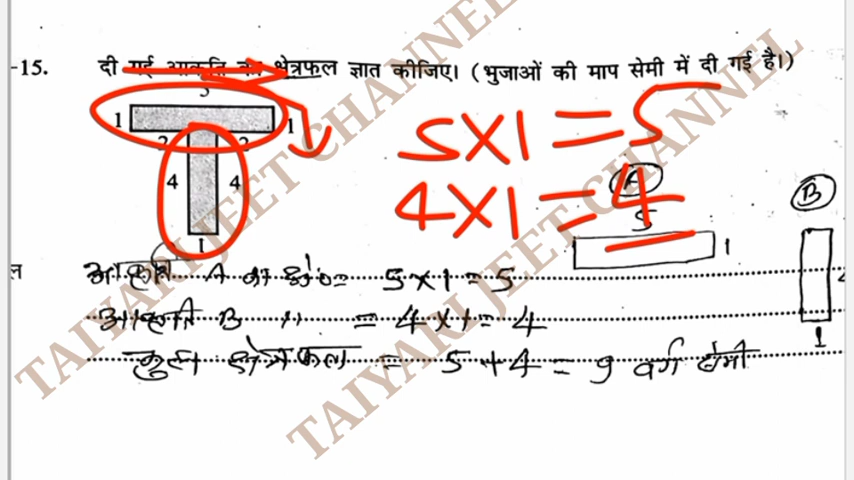 -15. दी गई आकृति का क्षेत्रफल ज्ञात कीजिए। (भुजाओं की माप सेमी में दी गई है।)
5
1 1
2 2
4 4
1
5×1=5
4×1=4
A
5
1
B
1
ल
आकृति A का क्षे०= 5×1=5
आकृति B " = 4×1=4
कुल क्षेत्रफल = 5+4=9 वर्ग सेमी
TAIYARI JEET CHANNEL
TAIYARI JEET CHANNEL